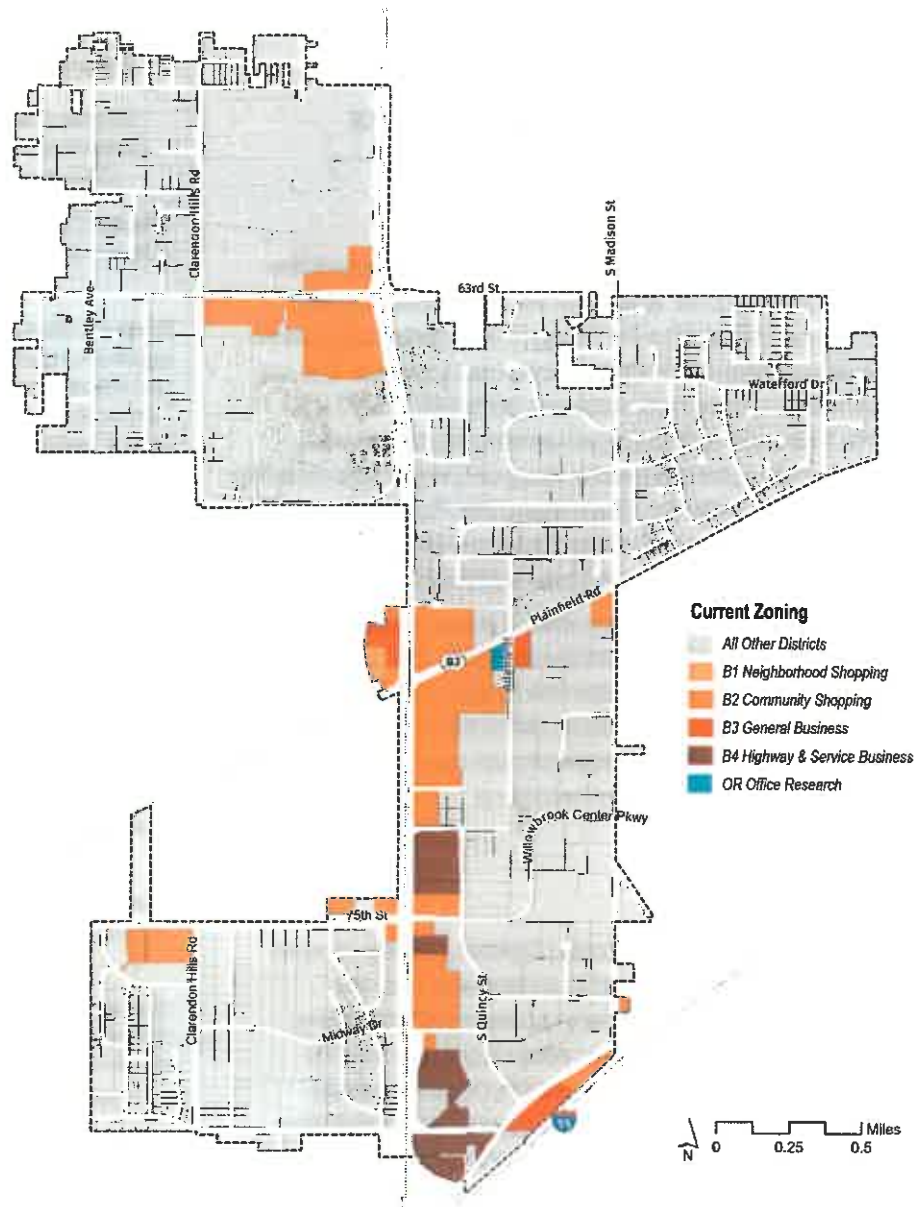 Clarendon Hills Rd
S Madison St
63rd St
Bentley Ave
Waterford Dr
Plainfield Rd
83
Current Zoning
All Other Districts
B1 Neighborhood Shopping
B2 Community Shopping
B3 General Business
B4 Highway & Service Business
OR Office Research
Willowbrook Center Pkwy
75th St
Clarendon Hills Rd
S Quincy St
Midway Dr
55
N
Miles
0 0.25 0.5